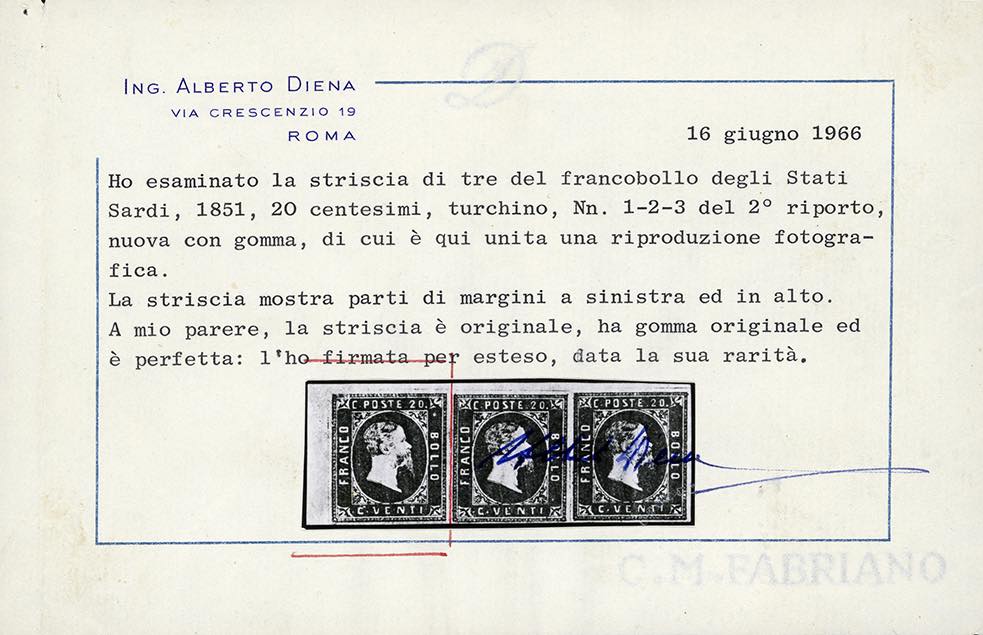 ING. ALBERTO DIENA
VIA CRESCENZIO 19
ROMA
16 giugno 1966
Ho esaminato la striscia di tre del francobollo degli Stati
Sardi, 1851, 20 centesimi, turchino, Nn. 1-2-3 del 2° riporto,
nuova con gomma, di cui è qui unita una riproduzione fotogra-
fica.
La striscia mostra parti di margini a sinistra ed in alto.
A mio parere, la striscia è originale, ha gomma originale ed
è perfetta: l'ho firmata per esteso, data la sua rarità.
C. POSTE. 20. C. POSTE. 20. C. POSTE 20.
FRANCO BOLLO FRANCO BOLLO FRANCO BOLLO
C. VENTI C. VENTI C. VENTI
Alberto Diena
C.M.FABRIANO